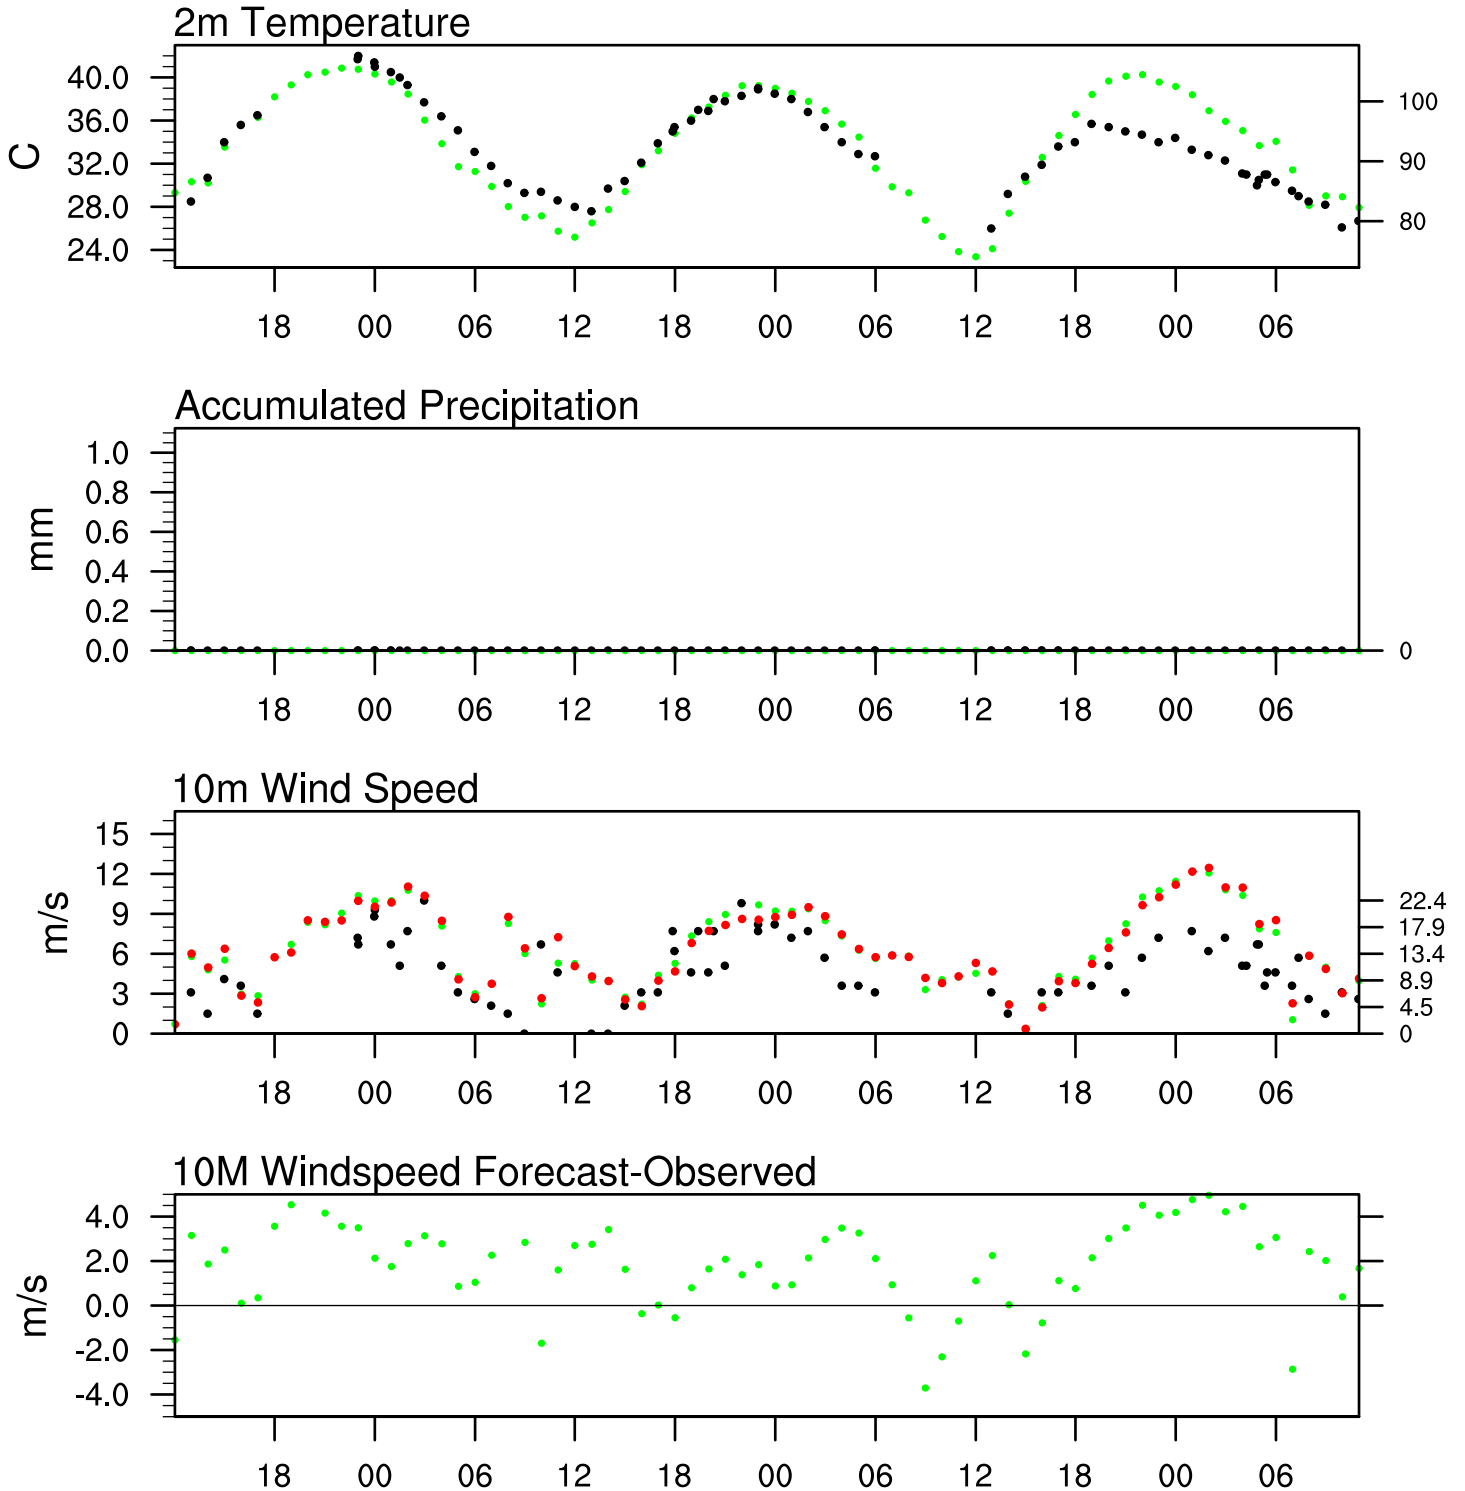 2m Temperature
40.0
36.0
32.0
28.0
24.0
C
100
90
80
18 00 06 12 18 00 06 12 18 00 06
Accumulated Precipitation
1.0
0.8
0.6
0.4
0.2
0.0
mm
0
18 00 06 12 18 00 06 12 18 00 06
10m Wind Speed
15
12
9
6
3
0
m/s
22.4
17.9
13.4
8.9
4.5
0
18 00 06 12 18 00 06 12 18 00 06
10M Windspeed Forecast-Observed
4.0
2.0
0.0
-2.0
-4.0
m/s
18 00 06 12 18 00 06 12 18 00 06